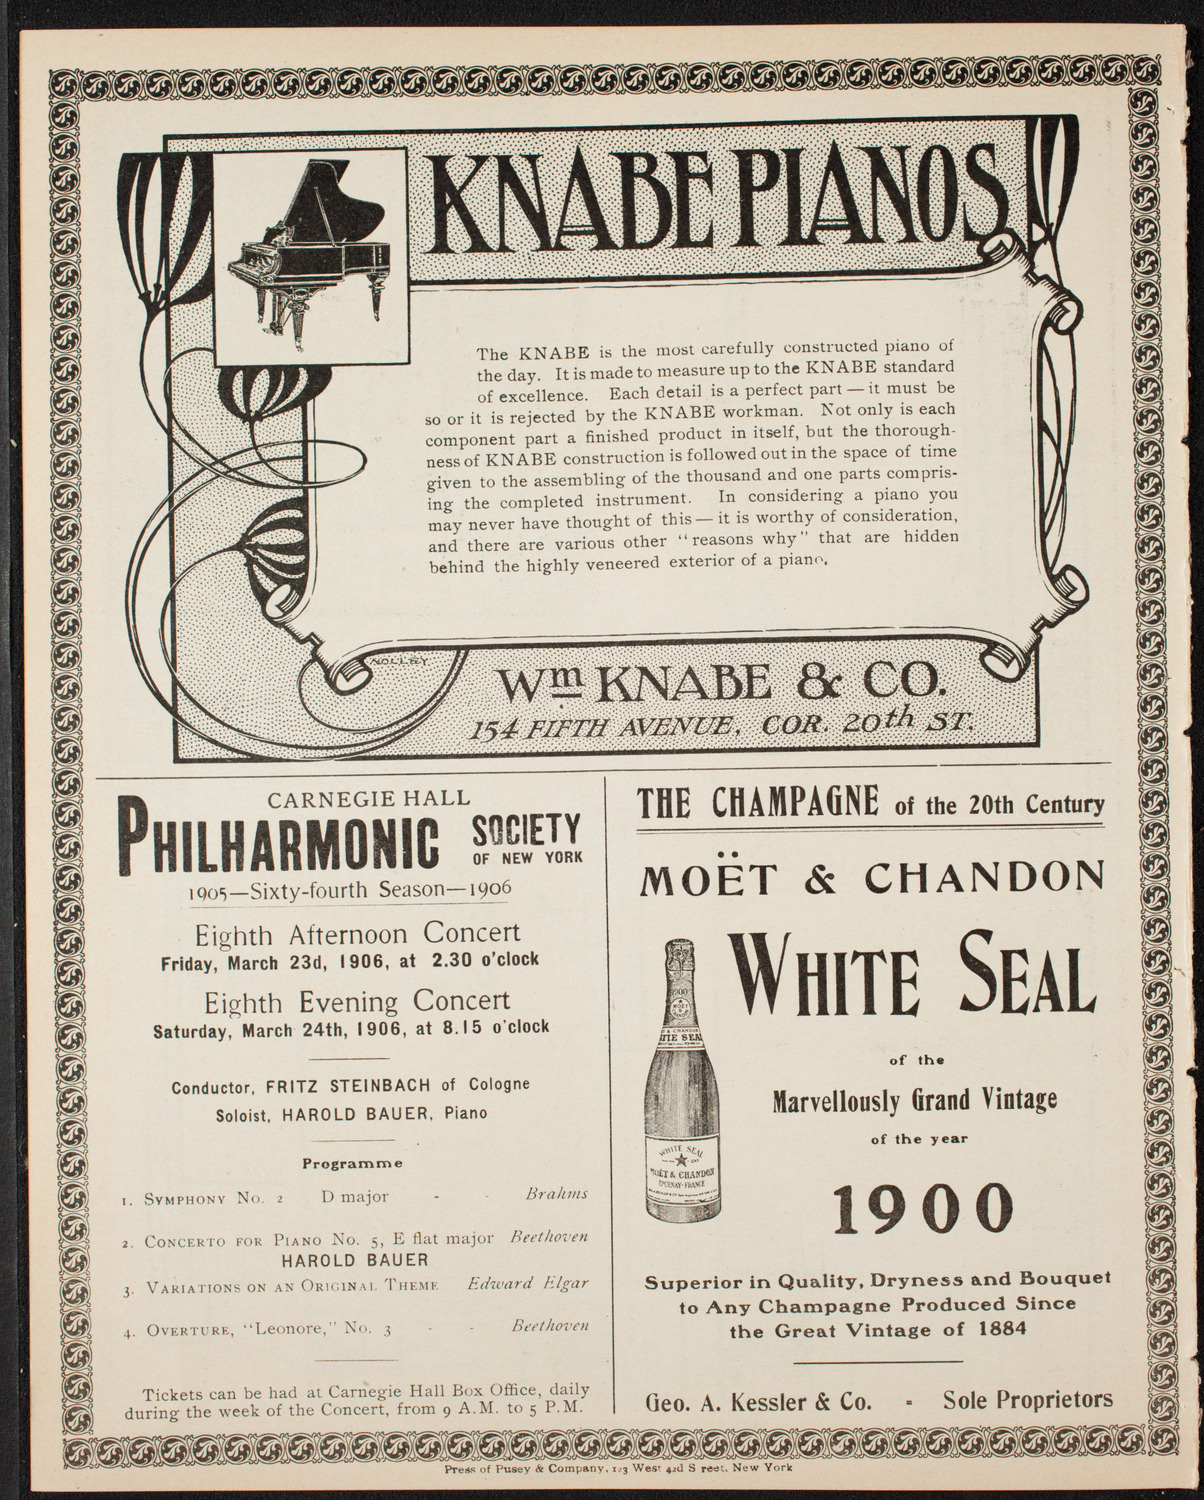 KNABE PIANOS
The KNABE is the most carefully constructed piano of
the day. It is made to measure up to the KNABE standard
of excellence. Each detail is a perfect part — it must be
so or it is rejected by the KNABE workman. Not only is each
component part a finished product in itself, but the thorough-
ness of KNABE construction is followed out in the space of time
given to the assembling of the thousand and one parts compris-
ing the completed instrument. In considering a piano you
may never have thought of this — it is worthy of consideration,
and there are various other "reasons why" that are hidden
behind the highly veneered exterior of a piano.
NOLLEY
Wm KNABE & CO.
154 FIFTH AVENUE, COR. 20th ST.
CARNEGIE HALL
PHILHARMONIC SOCIETY
OF NEW YORK
1905—Sixty-fourth Season—1906
Eighth Afternoon Concert
Friday, March 23d, 1906, at 2.30 o'clock
Eighth Evening Concert
Saturday, March 24th, 1906, at 8.15 o'clock
Conductor, FRITZ STEINBACH of Cologne
Soloist, HAROLD BAUER, Piano
Programme
1. SYMPHONY No. 2 D major - - Brahms
2. CONCERTO FOR PIANO No. 5, E flat major Beethoven
HAROLD BAUER
3. VARIATIONS ON AN ORIGINAL THEME Edward Elgar
4. OVERTURE, "Leonore," No. 3 - - Beethoven
Tickets can be had at Carnegie Hall Box Office, daily
during the week of the Concert, from 9 A.M. to 5 P.M.
THE CHAMPAGNE of the 20th Century
MOËT & CHANDON
WHITE SEAL
of the
Marvellously Grand Vintage
of the year
1900
WHITE SEAL
MOËT & CHANDON
EPERNAY-FRANCE
Superior in Quality, Dryness and Bouquet
to Any Champagne Produced Since
the Great Vintage of 1884
Geo. A. Kessler & Co. - Sole Proprietors
Press of Pusey & Company, 123 West 42d S reet, New York